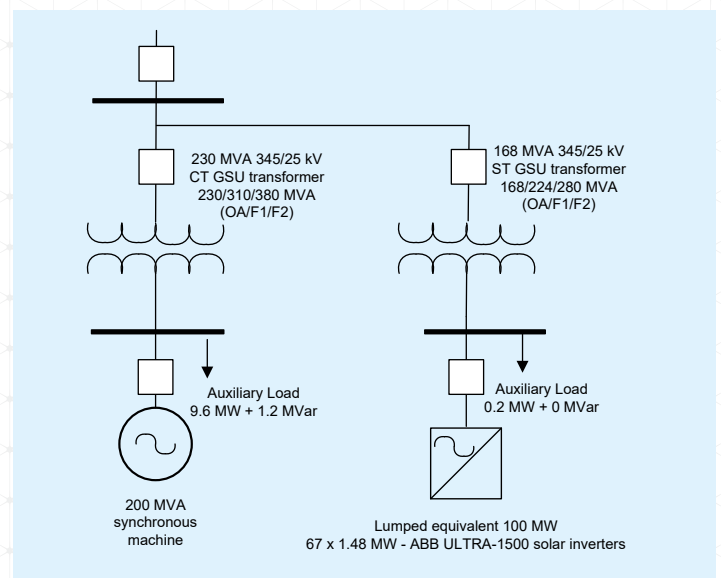 230 MVA 345/25 kV
CT GSU transformer
230/310/380 MVA
(OA/F1/F2)
168 MVA 345/25 kV
ST GSU transformer
168/224/280 MVA
(OA/F1/F2)
Auxiliary Load
9.6 MW + 1.2 MVar
Auxiliary Load
0.2 MW + 0 MVar
200 MVA
synchronous
machine
Lumped equivalent 100 MW
67 x 1.48 MW - ABB ULTRA-1500 solar inverters